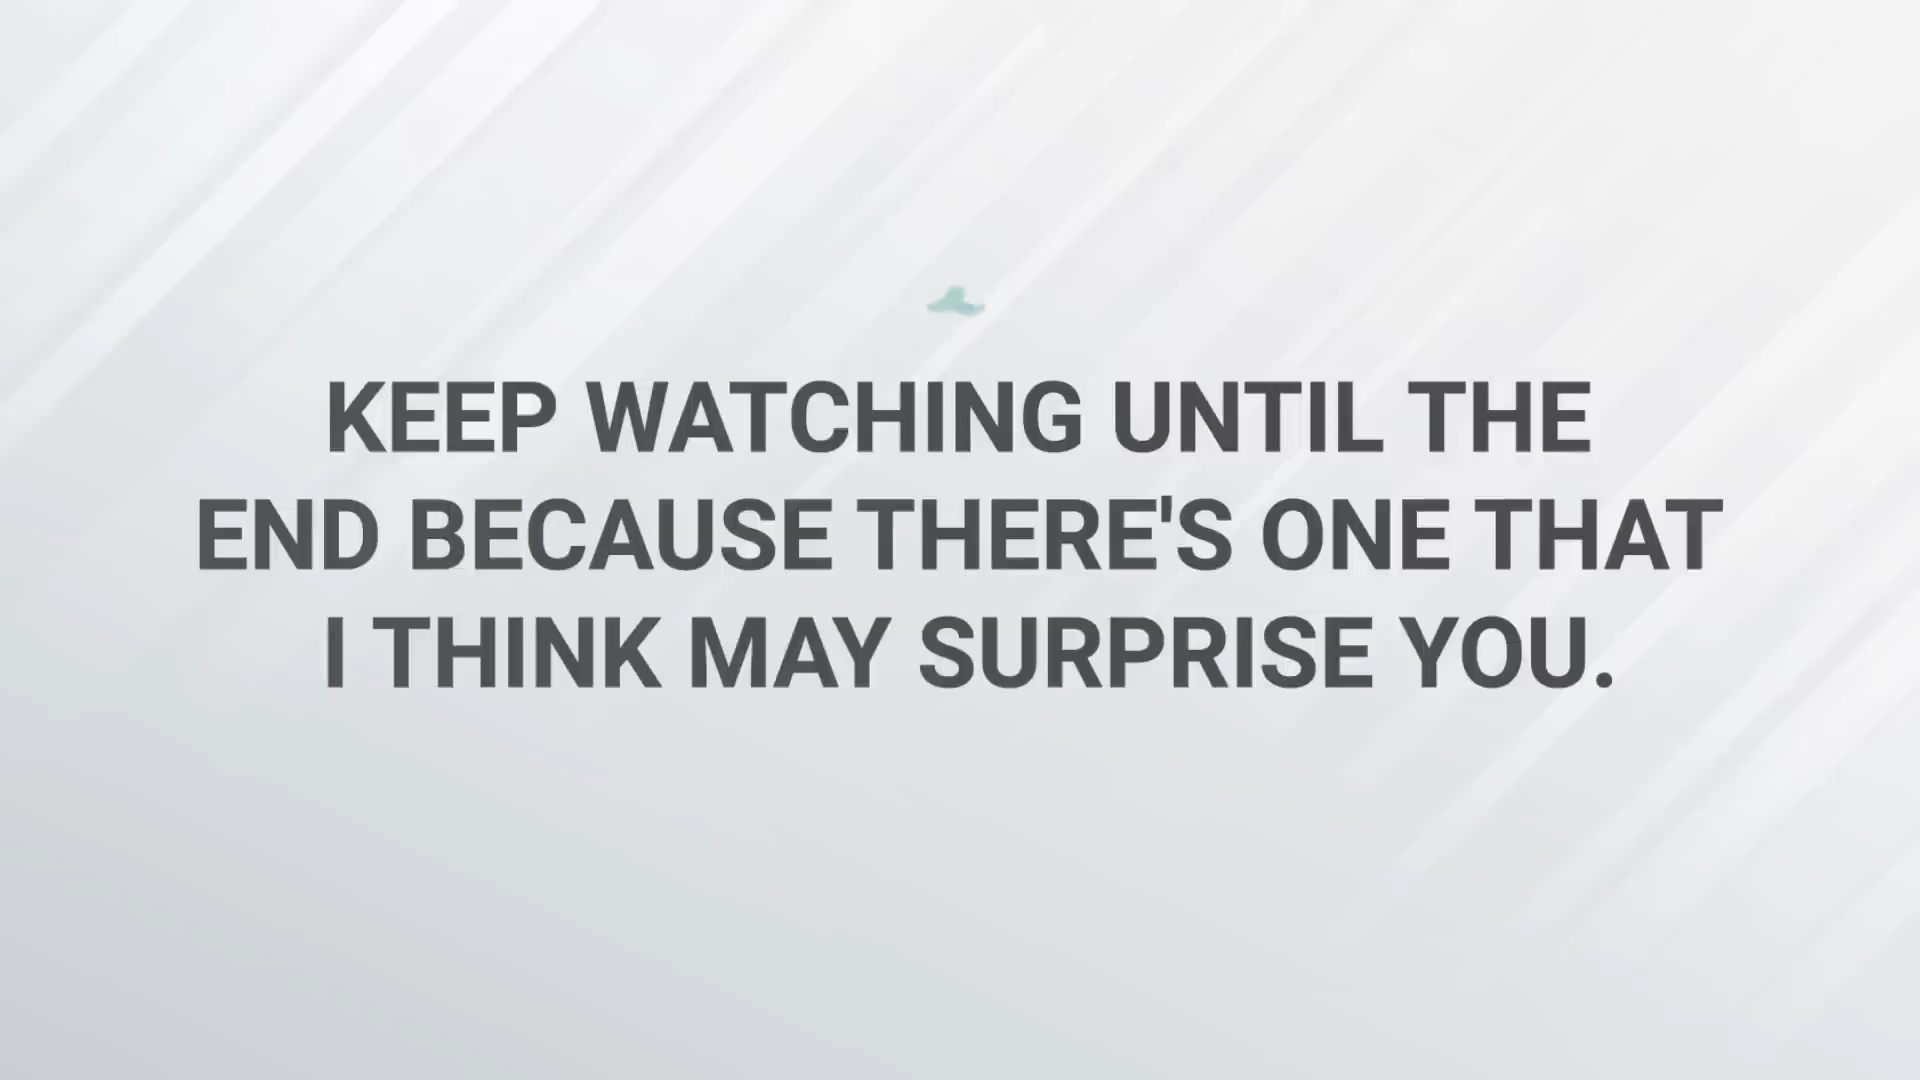 KEEP WATCHING UNTIL THE
END BECAUSE THERE'S ONE THAT
I THINK MAY SURPRISE YOU.